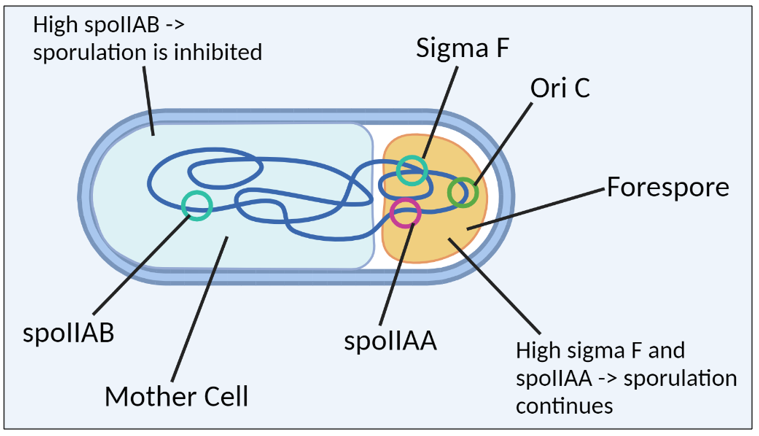 High spoIIAB ->
sporulation is inhibited
Sigma F
Ori C
Forespore
spoIIAB
spoIIAA
Mother Cell
High sigma F and
spoIIAA -> sporulation
continues